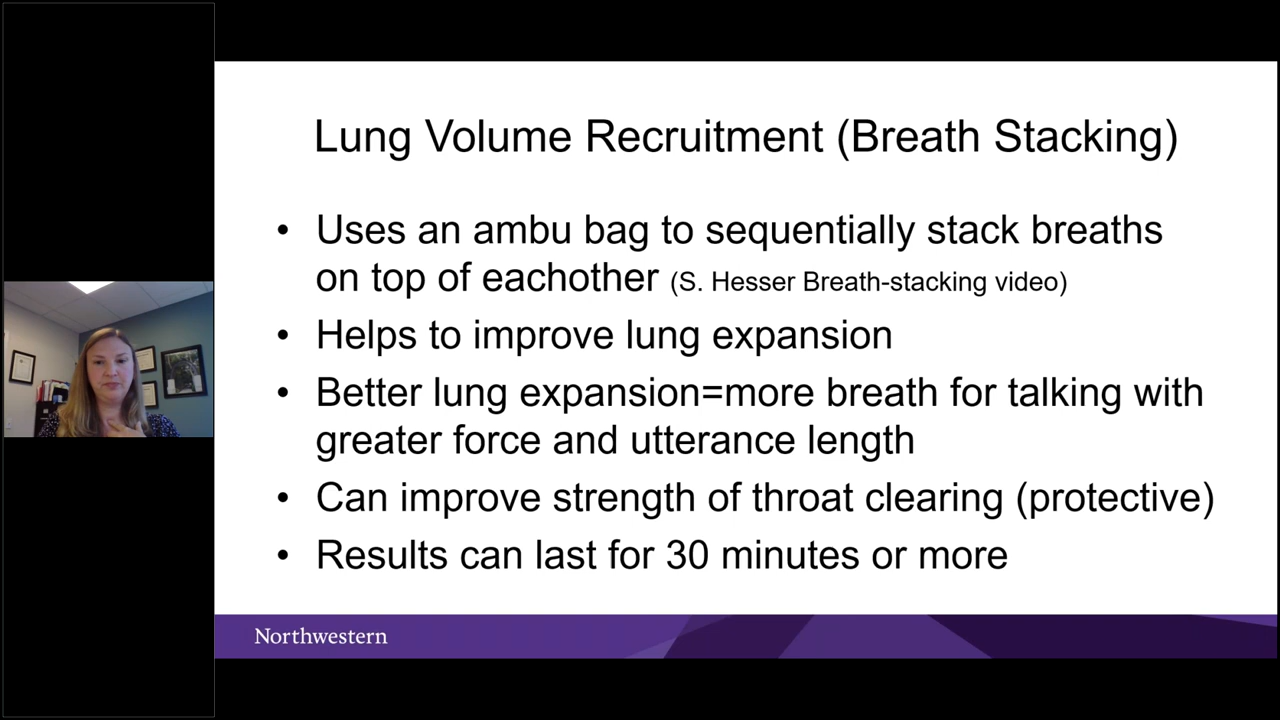 Lung Volume Recruitment (Breath Stacking)
• Uses an ambu bag to sequentially stack breaths
on top of eachother (S. Hesser Breath-stacking video)
• Helps to improve lung expansion
• Better lung expansion=more breath for talking with
greater force and utterance length
• Can improve strength of throat clearing (protective)
• Results can last for 30 minutes or more
Northwestern